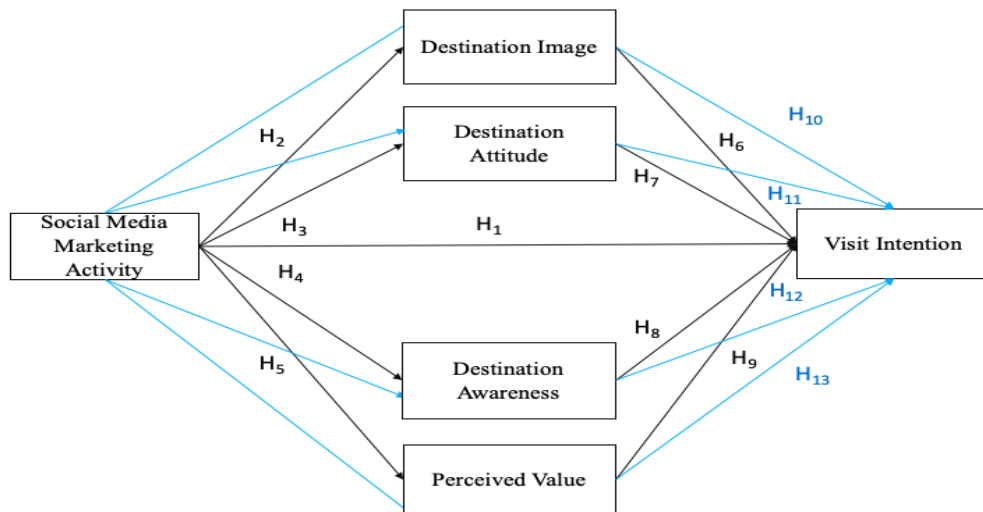 Destination Image
H10
H2
Destination
Attitude
H6
H7
H11
Social Media
Marketing
Activity
H3
H1
Visit Intention
H4
H12
H8
H5
Destination
Awareness
H9
H13
Perceived Value